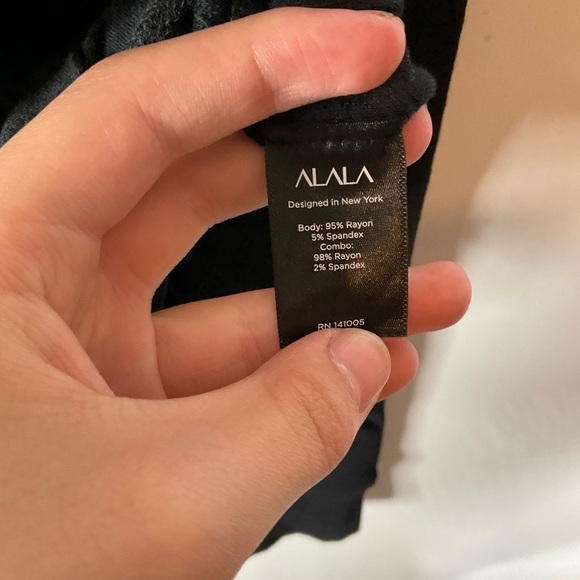 ALALA
Designed in New York
Body: 95% Rayon
5% Spandex
Combo:
98% Rayon
2% Spandex
RN 141005